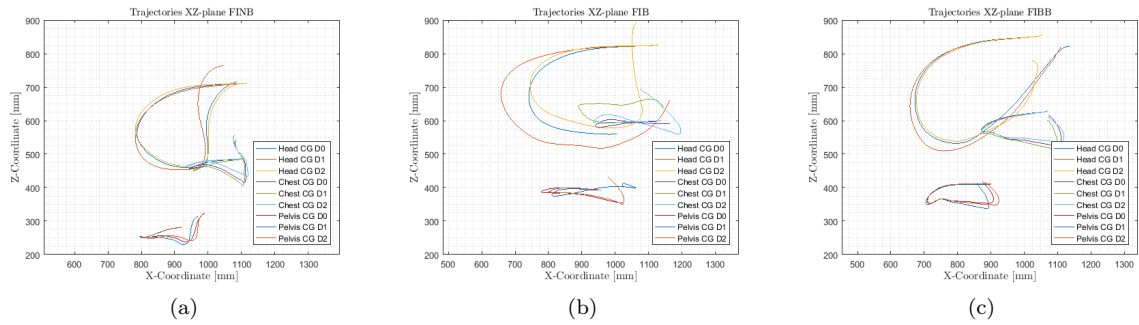 Trajectories XZ-plane FINB
900
800
700
600
500
400
300
200
Z-Coordinate [mm]
600 700 800 900 1000 1100 1200 1300
X-Coordinate [mm]
Head CG D0
Head CG D1
Head CG D2
Chest CG D0
Chest CG D1
Chest CG D2
Pelvis CG D0
Pelvis CG D1
Pelvis CG D2
(a)
Trajectories XZ-plane FIB
900
800
700
600
500
400
300
200
Z-Coordinate [mm]
500 600 700 800 900 1000 1100 1200 1300
X-Coordinate [mm]
Head CG D0
Head CG D1
Head CG D2
Chest CG D0
Chest CG D1
Chest CG D2
Pelvis CG D0
Pelvis CG D1
Pelvis CG D2
(b)
Trajectories XZ-plane FIBB
900
800
700
600
500
400
300
200
Z-Coordinate [mm]
500 600 700 800 900 1000 1100 1200 1300
X-Coordinate [mm]
Head CG D0
Head CG D1
Head CG D2
Chest CG D0
Chest CG D1
Chest CG D2
Pelvis CG D0
Pelvis CG D1
Pelvis CG D2
(c)